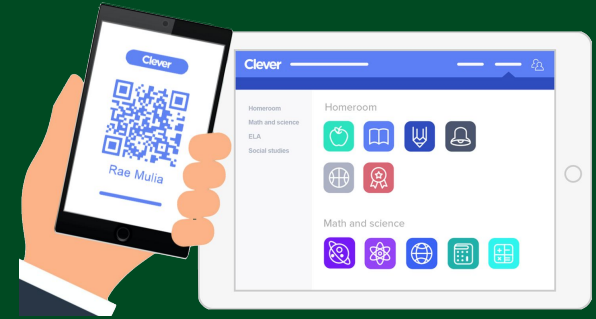 Clever
Rae Mulia
Clever
Homeroom
Math and science
ELA
Social studies
Homeroom
Math and science